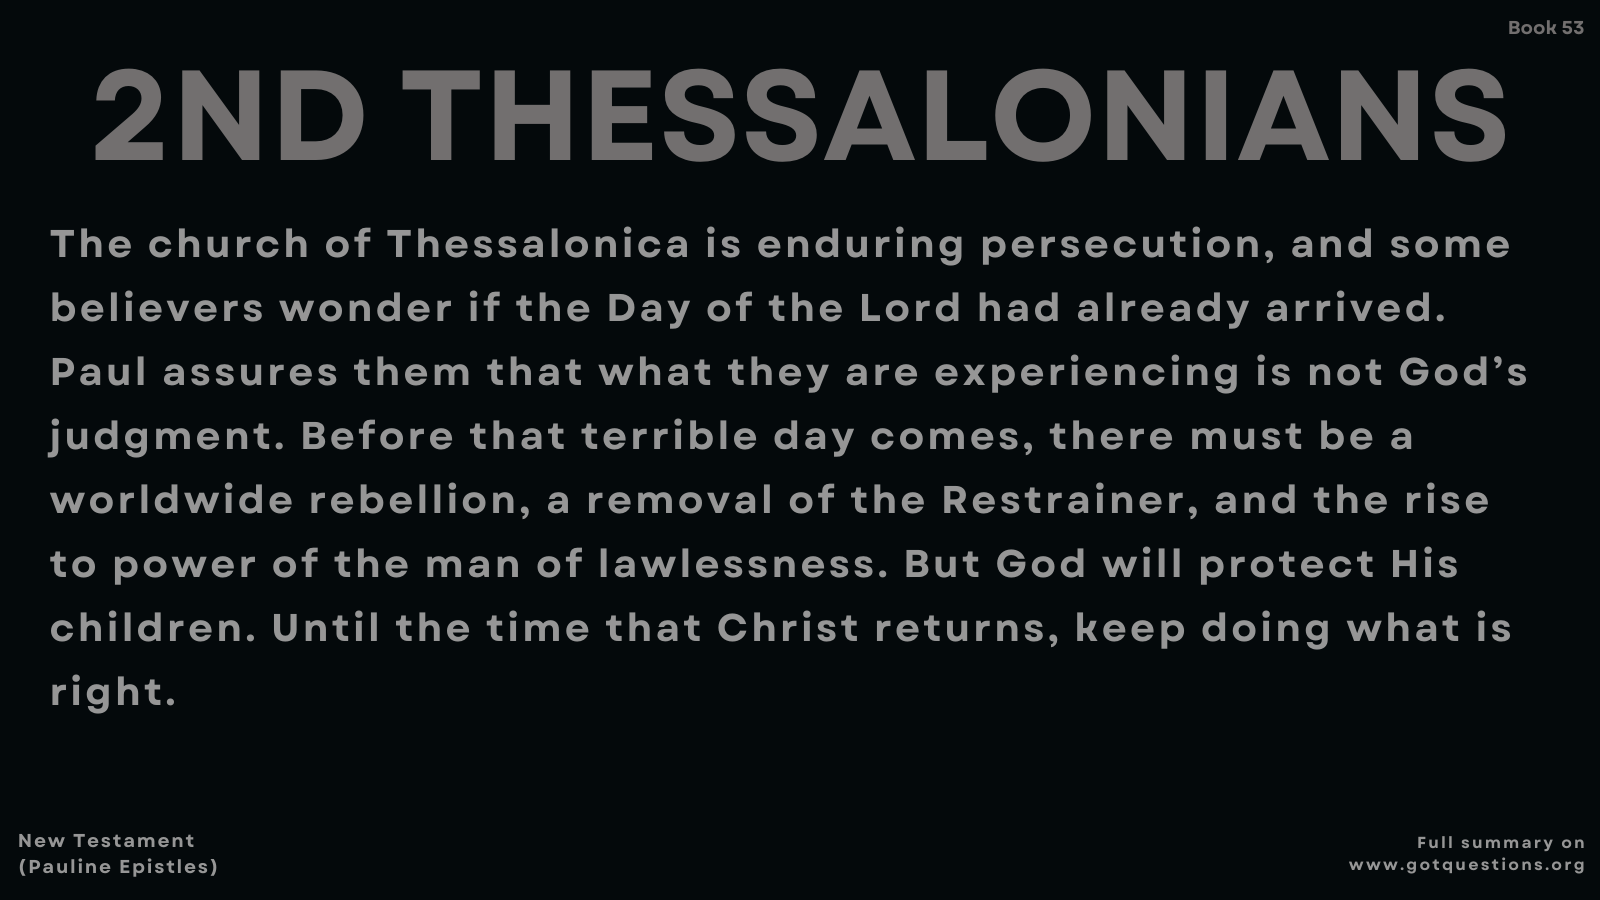 Book 53
2ND THESSALONIANS
The church of Thessalonica is enduring persecution, and some
believers wonder if the Day of the Lord had already arrived.
Paul assures them that what they are experiencing is not God’s
judgment. Before that terrible day comes, there must be a
worldwide rebellion, a removal of the Restrainer, and the rise
to power of the man of lawlessness. But God will protect His
children. Until the time that Christ returns, keep doing what is
right.
New Testament
(Pauline Epistles)
Full summary on
www.gotquestions.org